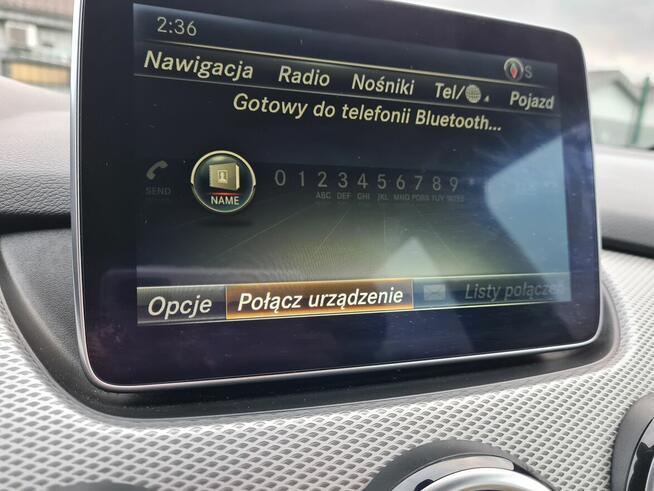 2:36
S
Nawigacja Radio Nośniki Tel/ Pojazd
Gotowy do telefonii Bluetooth...
SEND NAME 0 1 2 3 4 5 6 7 8 9
ABC DEF GHI JKL MNO PQRS TUV WXYZ
Opcje Połącz urządzenie Listy połączeń